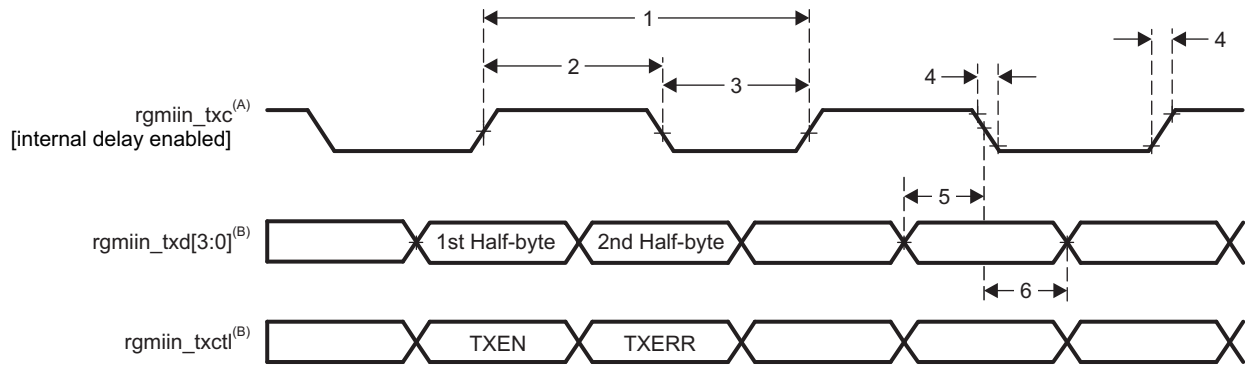 1
2
3
4
4
rgmiin_txc(A)
[internal delay enabled]
5
rgmiin_txd[3:0](B)
1st Half-byte
2nd Half-byte
6
rgmiin_txctl(B)
TXEN
TXERR